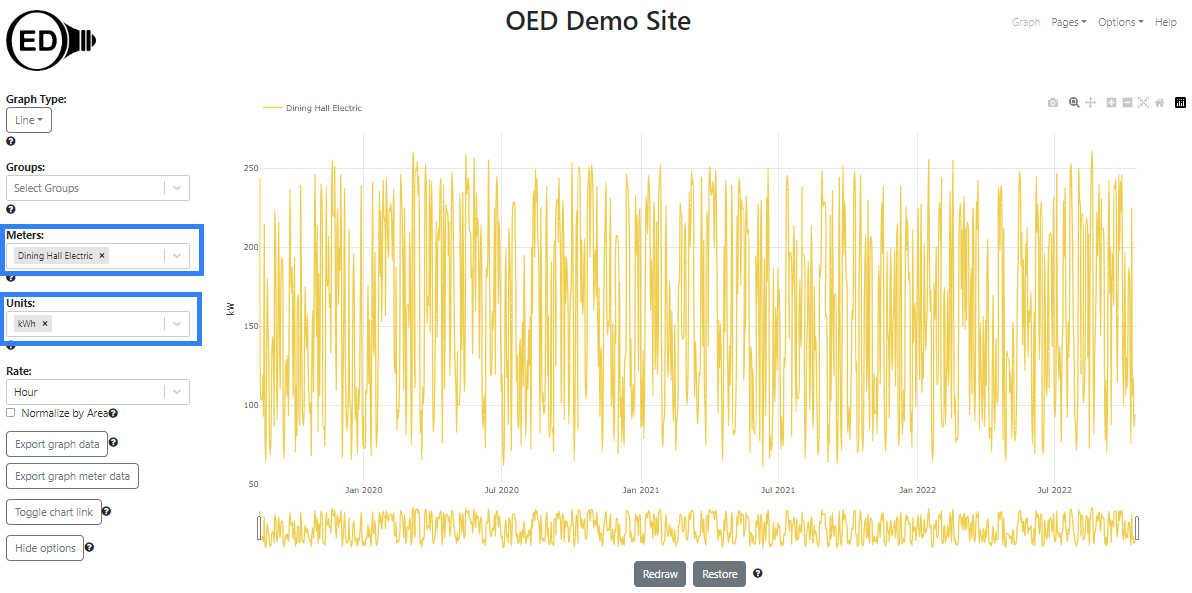 ED
OED Demo Site
Graph Pages Options Help
Graph Type:
Line
Groups:
Select Groups
Meters:
Dining Hall Electric ×
Units:
kWh ×
Rate:
Hour
Normalize by Area
Export graph data
Export graph meter data
Toggle chart link
Hide options
Dining Hall Electric
kW
250
200
150
100
50
Jan 2020 Jul 2020 Jan 2021 Jul 2021 Jan 2022 Jul 2022
Redraw Restore